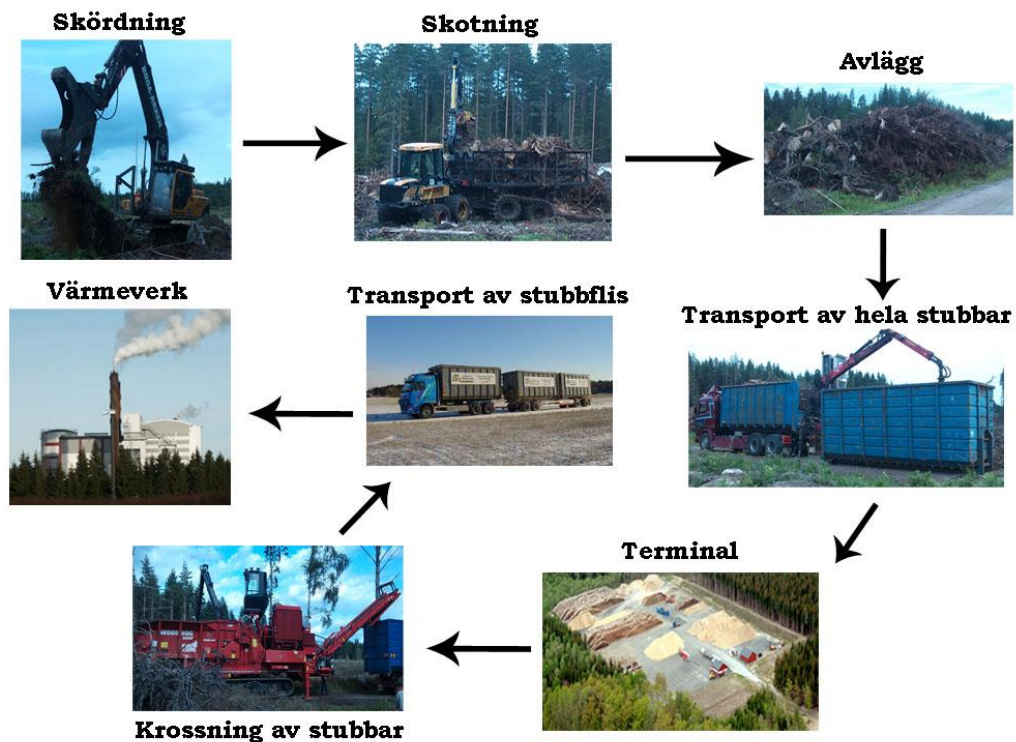 Skördning
Skotning
Avlägg
Transport av hela stubbar
Terminal
Krossning av stubbar
Transport av stubbflis
Värmeverk